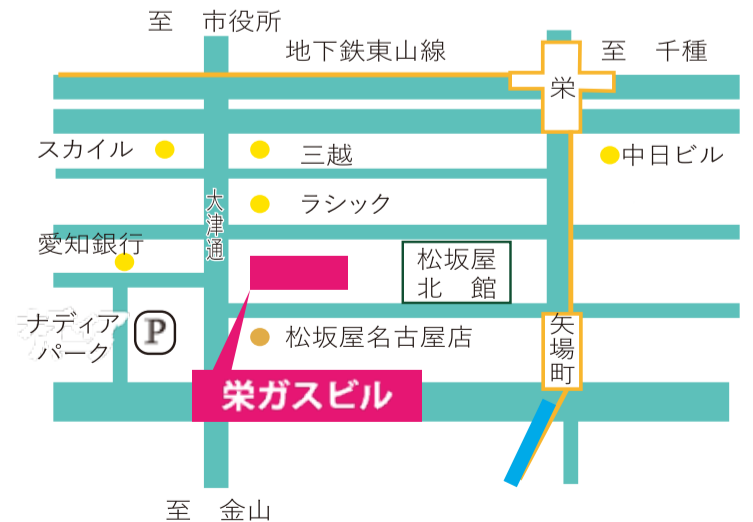 至 市役所
地下鉄東山線
至 千種
栄
スカイル
三越
中日ビル
大津通
ラシック
愛知銀行
松坂屋
北 館
ナディア
パーク
P
松坂屋名古屋店
矢場町
栄ガスビル
至 金山